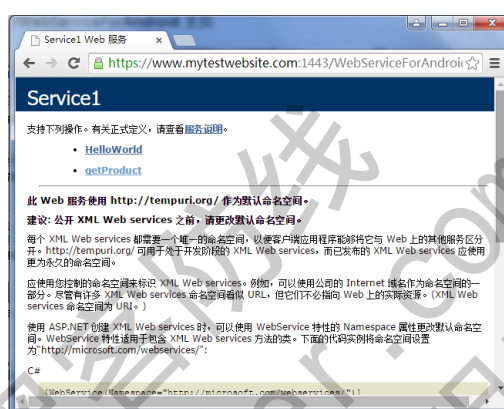 Service1 Web 服务
https://www.mytestwebsite.com:1443/WebServiceForAndroi
Service1
支持下列操作。有关正式定义，请查看服务说明。
HelloWorld
getProduct
此 Web 服务使用 http://tempuri.org/ 作为默认命名空间。
建议: 公开 XML Web services 之前，请更改默认命名空间。
每个 XML Web services 都需要一个唯一的命名空间，以便客户端应用程序能够将它与 Web 上的其他服务区分
开。http://tempuri.org/ 可用于处于开发阶段的 XML Web services，而已发布的 XML Web services 应使用
更为永久的命名空间。
应使用您控制的命名空间来标识 XML Web services。例如，可以使用公司的 Internet 域名作为命名空间的一
部分。尽管有许多 XML Web services 命名空间看似 URL，但它们不必指向 Web 上的实际资源。(XML Web
services 命名空间为 URI。)
使用 ASP.NET 创建 XML Web services 时，可以使用 WebService 特性的 Namespace 属性更改默认命名空
间。WebService 特性适用于包含 XML Web services 方法的类。下面的代码实例将命名空间设置
为"http://microsoft.com/webservices/":
C#
[WebService(Namespace="http://microsoft.com/webservices/")]